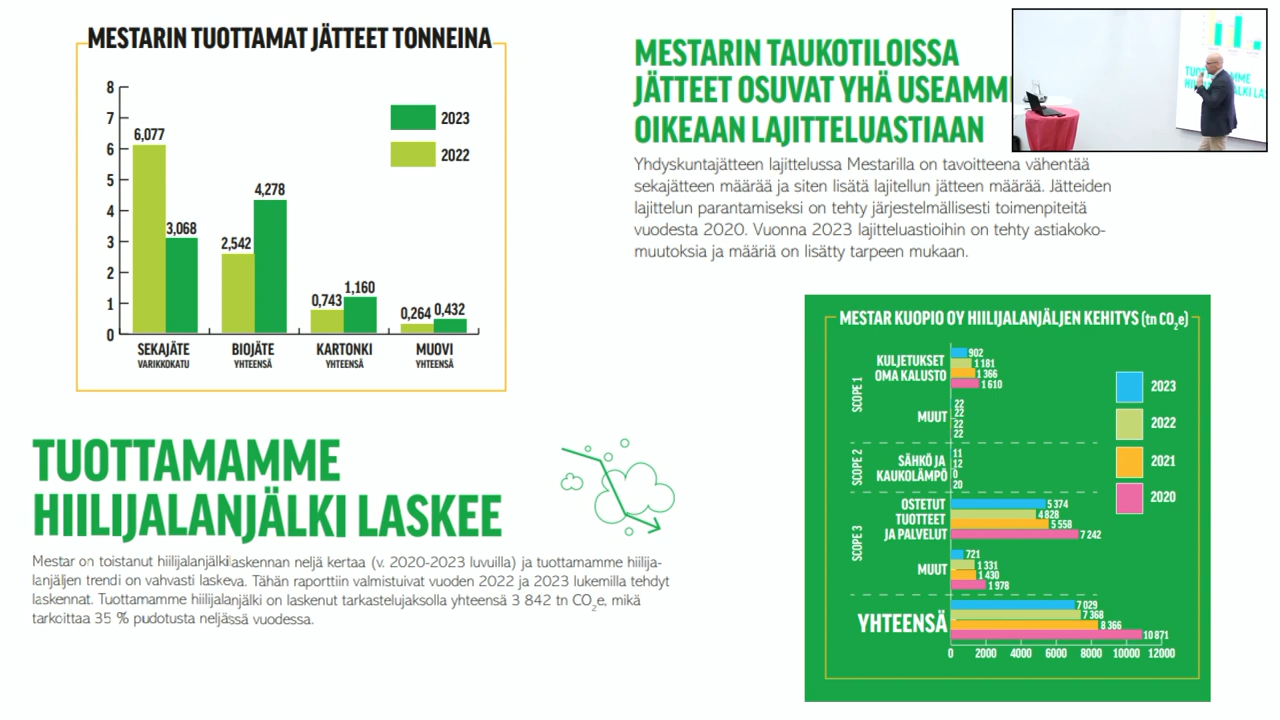 MESTARIN TUOTTAMAT JÄTTEET TONNEINA
8
7
6
5
4
3
2
1
0
6,077
3,068
2,542
4,278
0,743
1,160
0,264
0,432
2023
2022
SEKAJÄTE
VARIKKOKATU
BIOJÄTE
YHTEENSÄ
KARTONKI
YHTEENSÄ
MUOVI
YHTEENSÄ
MESTARIN TAUKOTILOISSA
JÄTTEET OSUVAT YHÄ USEAMMI
OIKEAAN LAJITTELUASTIAAN
Yhdyskuntajätteen lajittelussa Mestarilla on tavoitteena vähentää
sekajätteen määrää ja siten lisätä lajitellun jätteen määrää. Jätteiden
lajittelun parantamiseksi on tehty järjestelmällisesti toimenpiteitä
vuodesta 2020. Vuonna 2023 lajitteluastioihin on tehty astiakoko-
muutoksia ja määriä on lisätty tarpeen mukaan.
TUOTTAMAMME
HIILIJALANJÄLKI LASKEE
Mestar on toistanut hiilijalanjälkilaskennan neljä kertaa (v. 2020-2023 luvuilla) ja tuottamamme hiilija-
lanjäljen trendi on vahvasti laskeva. Tähän raporttiin valmistuivat vuoden 2022 ja 2023 lukemilla tehdyt
laskennat. Tuottamamme hiilijalanjälki on laskenut tarkastelujaksolla yhteensä 3 842 tn CO2e, mikä
tarkoittaa 35 % pudotusta neljässä vuodessa.
MESTAR KUOPIO OY HIILIJALANJÄLJEN KEHITYS (tn CO2e)
SCOPE 1
KULJETUKSET
OMA KALUSTO
902
1 181
1 366
1 610
MUUT
22
22
22
22
SCOPE 2
SÄHKÖ JA
KAUKOLÄMPÖ
11
12
0
20
SCOPE 3
OSTETUT
TUOTTEET
JA PALVELUT
5 374
4 828
5 558
7 242
MUUT
721
1 331
1 430
1 978
YHTEENSÄ
7 029
7 368
8 366
10 871
0 2000 4000 6000 8000 10000 12000
2023
2022
2021
2020